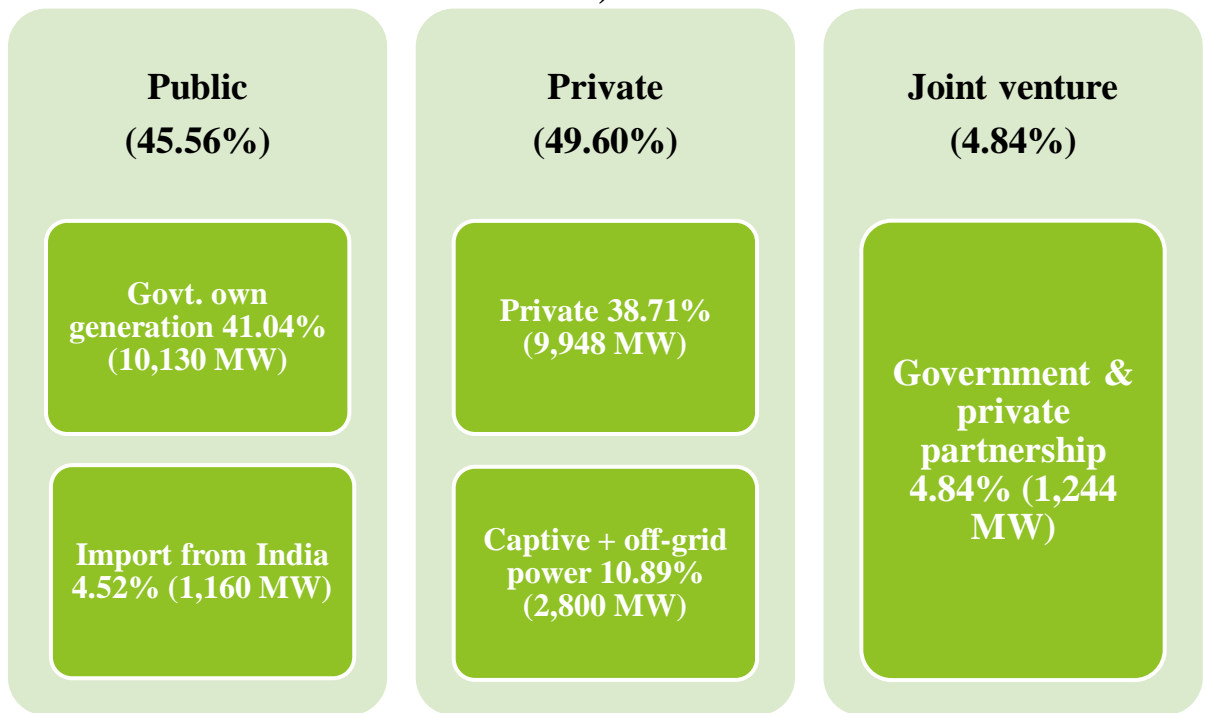 Public
(45.56%)
Govt. own
generation 41.04%
(10,130 MW)
Import from India
4.52% (1,160 MW)
Private
(49.60%)
Private 38.71%
(9,948 MW)
Captive + off-grid
power 10.89%
(2,800 MW)
Joint venture
(4.84%)
Government &
private
partnership
4.84% (1,244
MW)